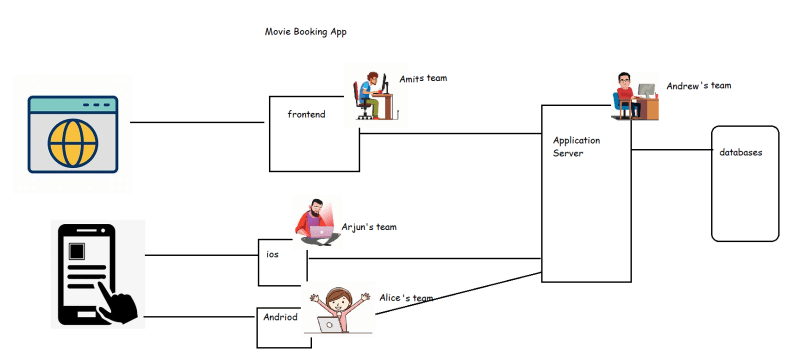 Movie Booking App
Amits team
Andrew's team
frontend
Application
Server
databases
Arjun's team
ios
Alice's team
Andriod